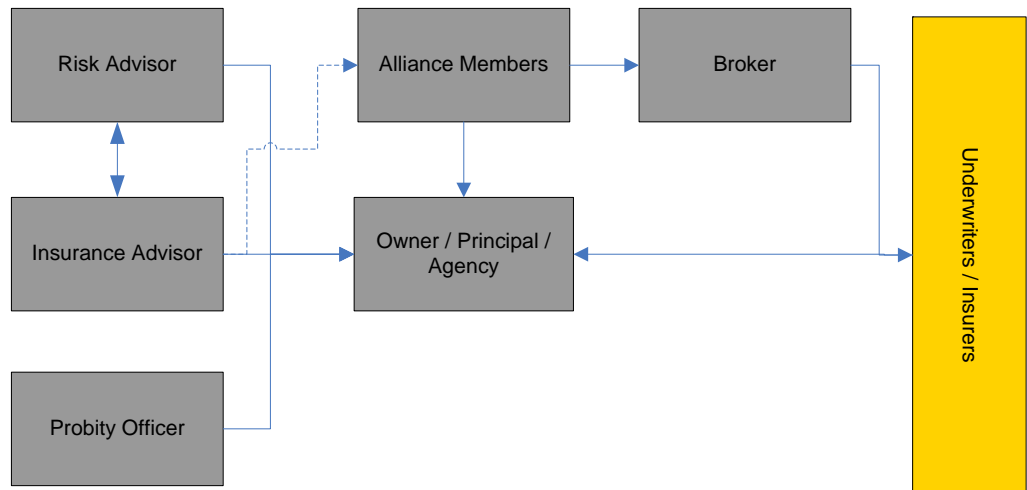 Risk Advisor
Alliance Members
Broker
Insurance Advisor
Owner / Principal /
Agency
Underwriters / Insurers
Probity Officer